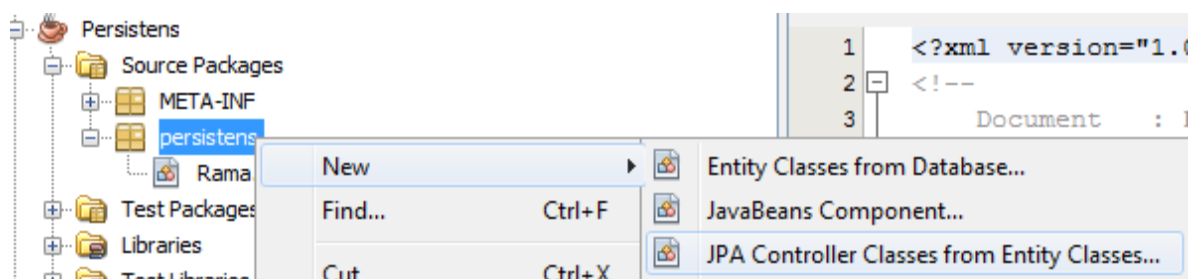 Persistens
Source Packages
META-INF
persistens
Rama
Test Packages
Libraries
New
Find... Ctrl+F
Cut Ctrl+X
Entity Classes from Database...
JavaBeans Component...
JPA Controller Classes from Entity Classes...
1 <?xml version="1.0
2 <!--
3 Document :